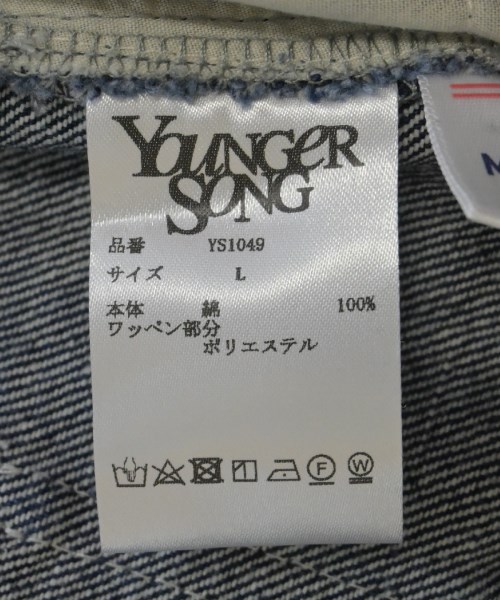 YOUNGER
SONG
品番 YS1049
サイズ L
本体 綿 100%
ワッペン部分
ポリエステル
F W
M